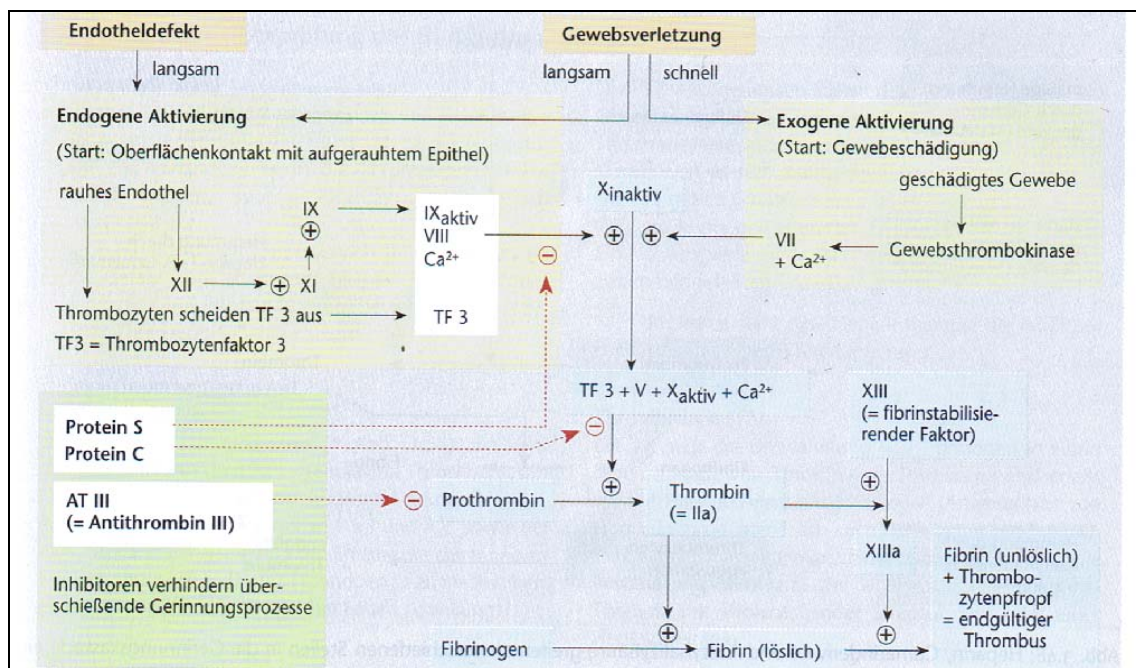 Endotheldefekt
Gewebsverletzung
langsam
langsam
schnell
Endogene Aktivierung
(Start: Oberflächenkontakt mit aufgerauhtem Epithel)
Exogene Aktivierung
(Start: Gewebeschädigung)
rauhes Endothel
geschädigtes Gewebe
IX
IXaktiv
VIII
Ca²⁺
Xinaktiv
VII
+ Ca²⁺
Gewebsthrombokinase
XII
XI
Thrombozyten scheiden TF 3 aus
TF 3
TF3 = Thrombozytenfaktor 3
TF 3 + V + Xaktiv + Ca²⁺
XIII
(= fibrinstabilisie-
render Faktor)
Protein S
Protein C
AT III
(= Antithrombin III)
Prothrombin
Thrombin
(= IIa)
XIIIa
Inhibitoren verhindern über-
schießende Gerinnungsprozesse
Fibrin (unlöslich)
+ Thrombo-
zytenpfropf
= endgültiger
Thrombus
Fibrinogen
Fibrin (löslich)